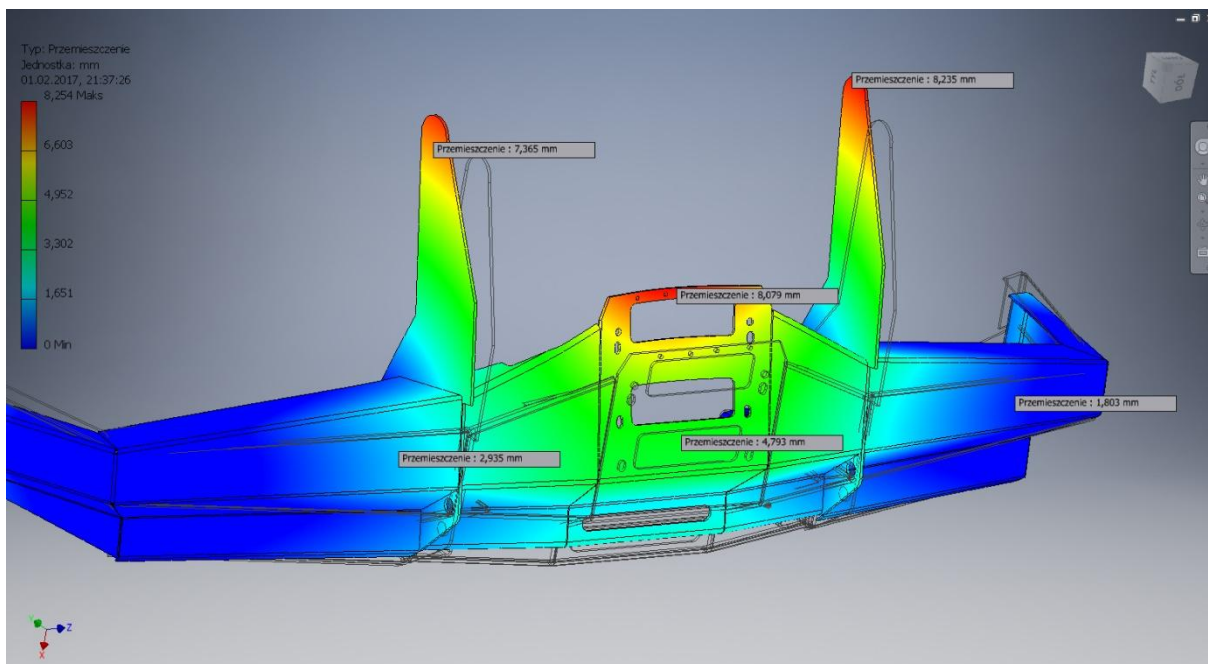 Typ: Przemieszczenie
Jednostka: mm
01.02.2017, 21:37:26
8,254 Maks
6,603
4,952
3,302
1,651
0 Min
Przemieszczenie : 8,235 mm
Przemieszczenie : 7,365 mm
Przemieszczenie : 8,079 mm
Przemieszczenie : 1,803 mm
Przemieszczenie : 4,793 mm
Przemieszczenie : 2,935 mm
Y
Z
X